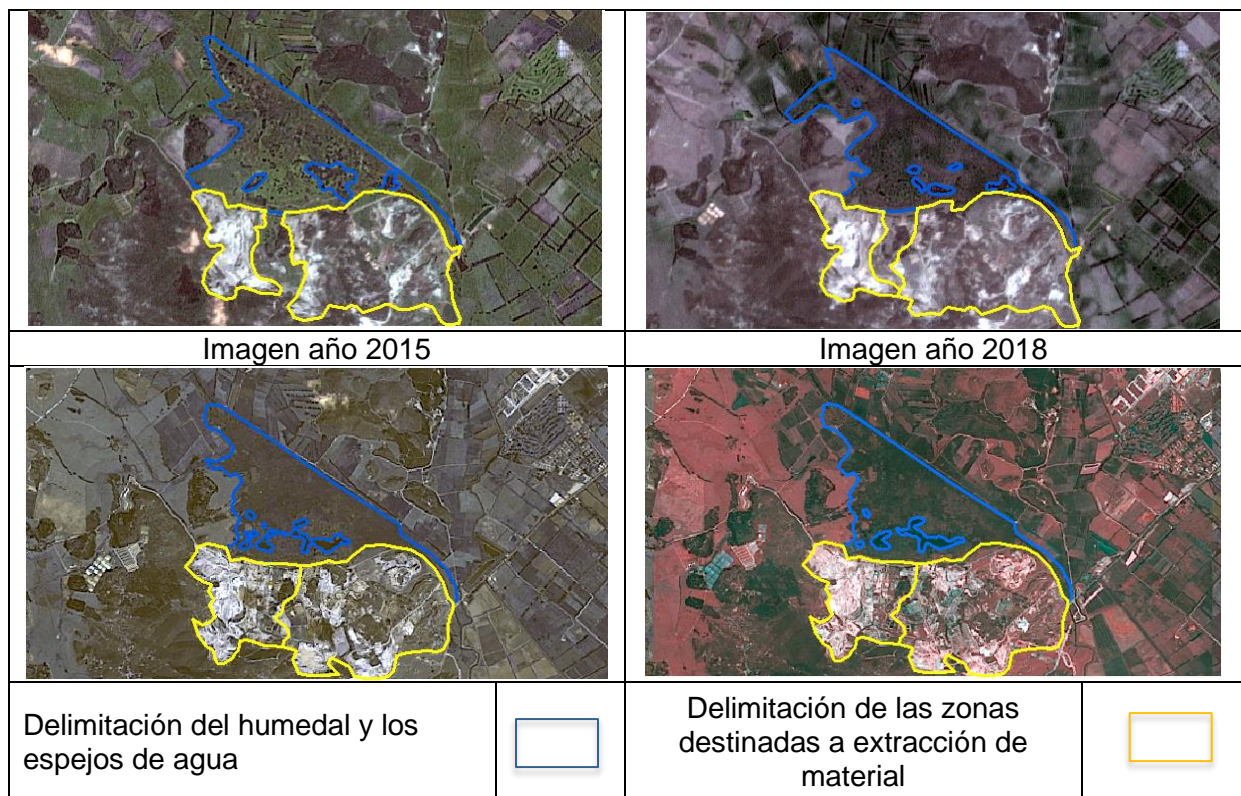 Imagen año 2015
Imagen año 2018
Delimitación del humedal y los
espejos de agua
Delimitación de las zonas
destinadas a extracción de
material